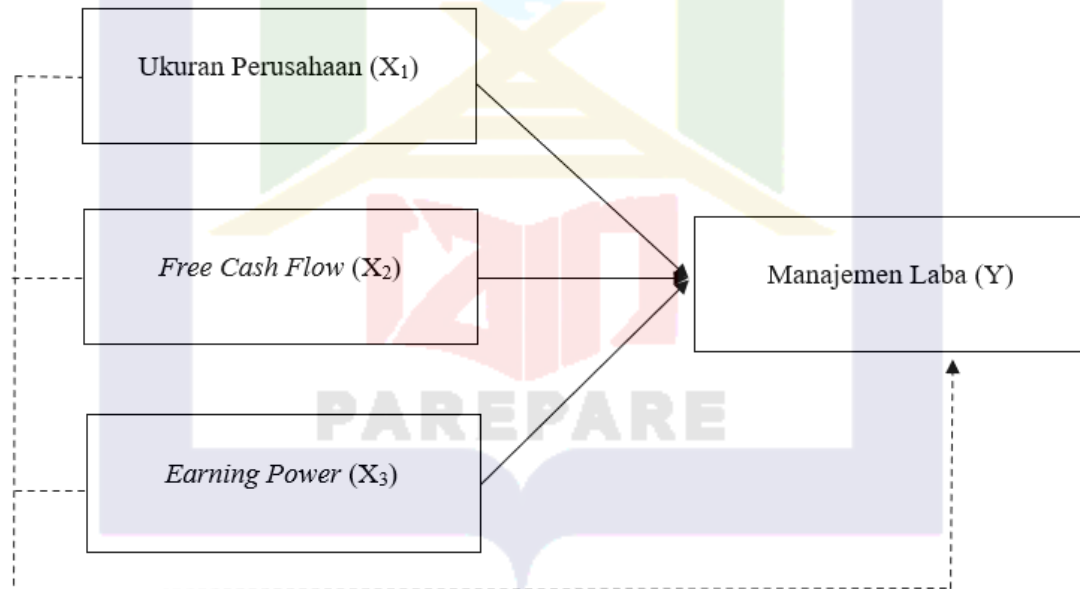 Ukuran Perusahaan (X₁)
Free Cash Flow (X₂)
Manajemen Laba (Y)
PAREPARE
Earning Power (X₃)